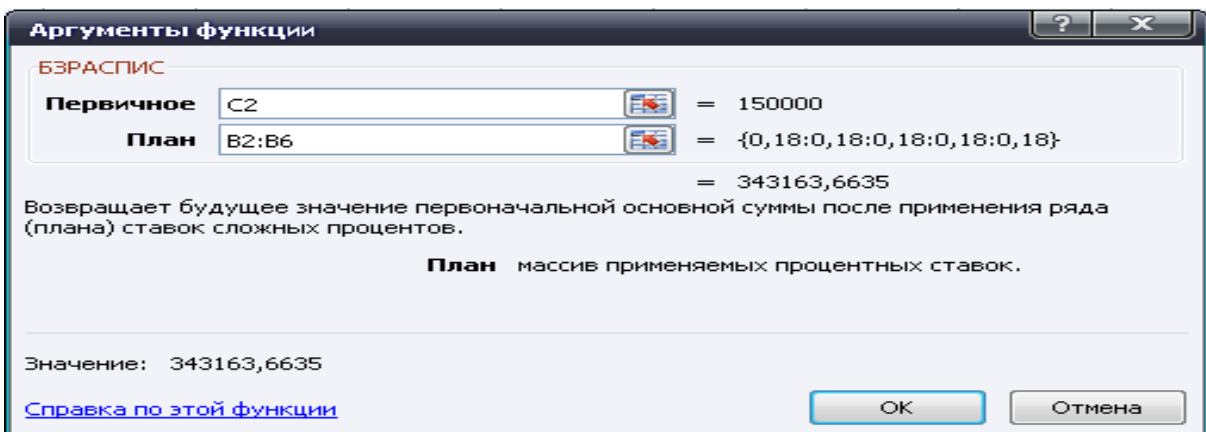 Аргументы функции
БЗРАСПИС
Первичное C2 = 150000
План B2:B6 = {0,18:0,18:0,18:0,18:0,18}
= 343163,6635
Возвращает будущее значение первоначальной основной суммы после применения ряда
(плана) ставок сложных процентов.
План массив применяемых процентных ставок.
Значение: 343163,6635
Справка по этой функции OK Отмена